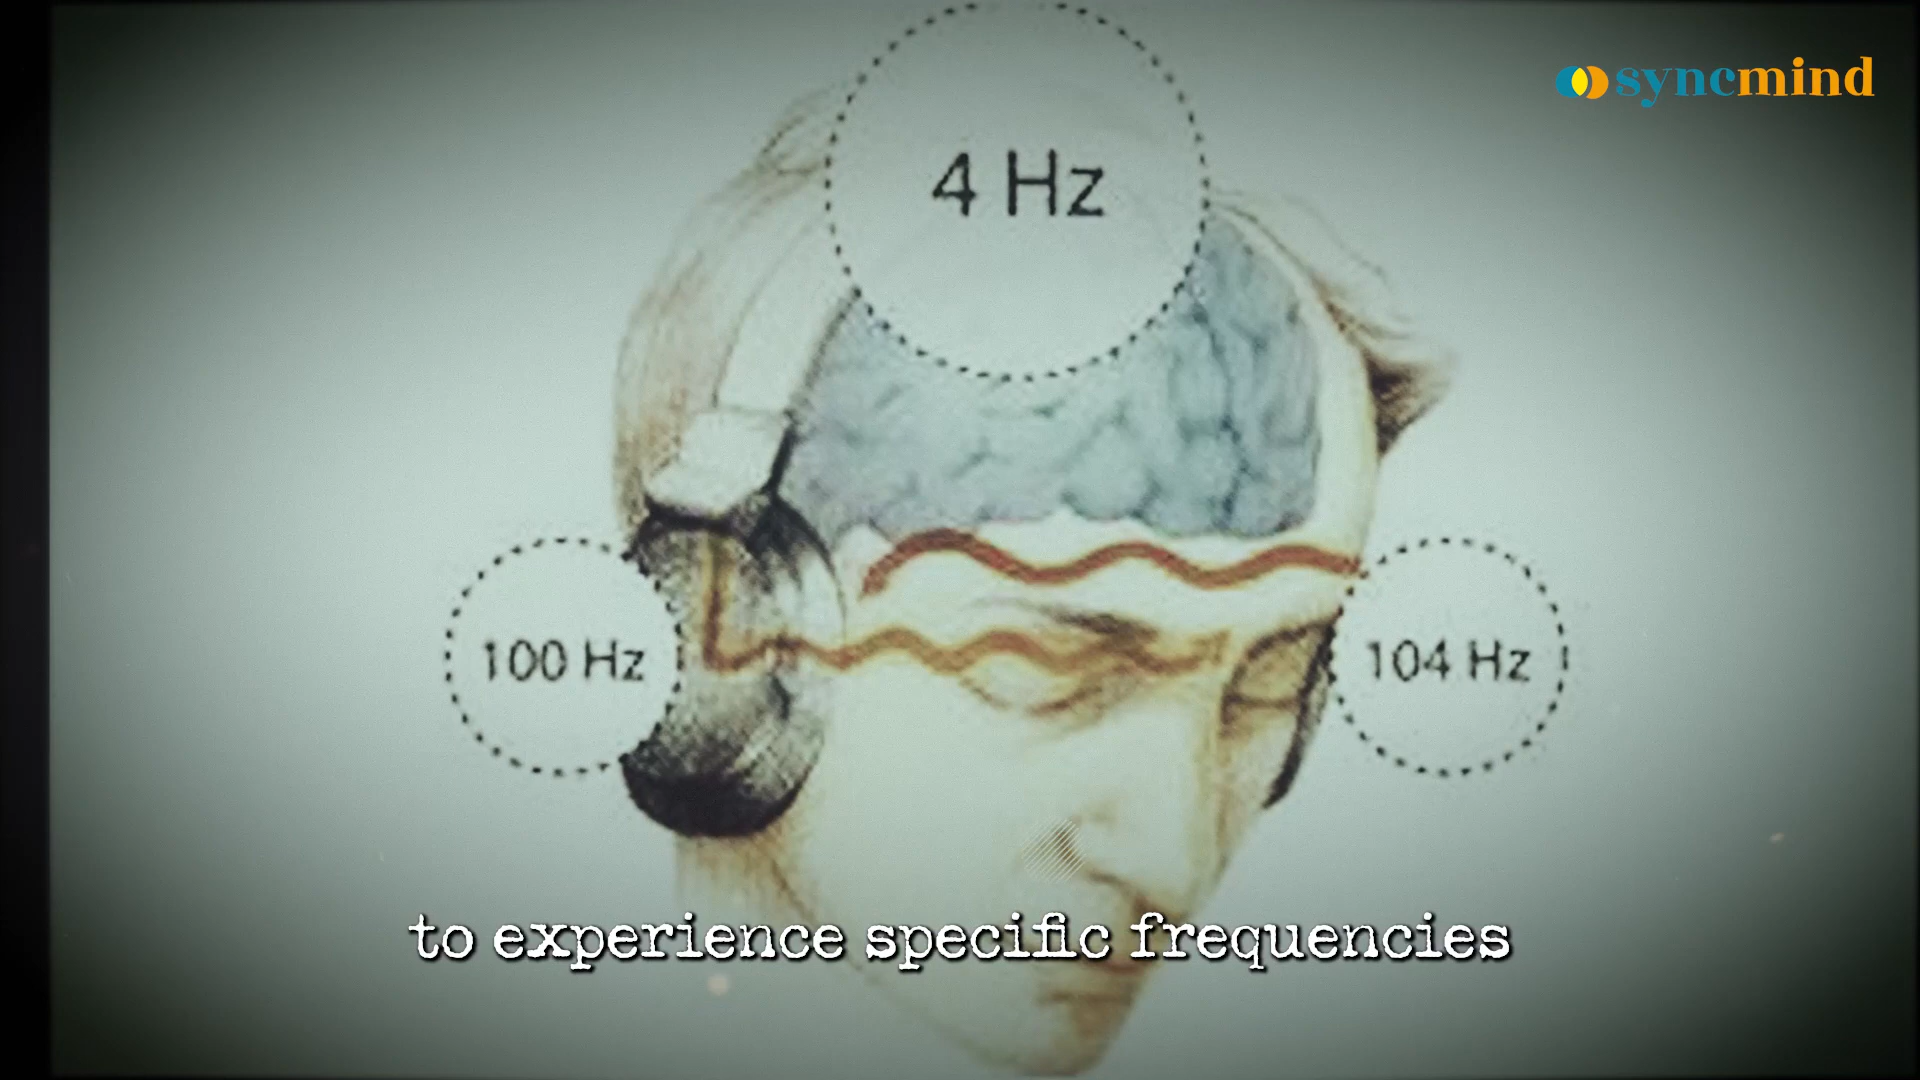 syncmind
4 Hz
100 Hz
104 Hz
to experience specific frequencies